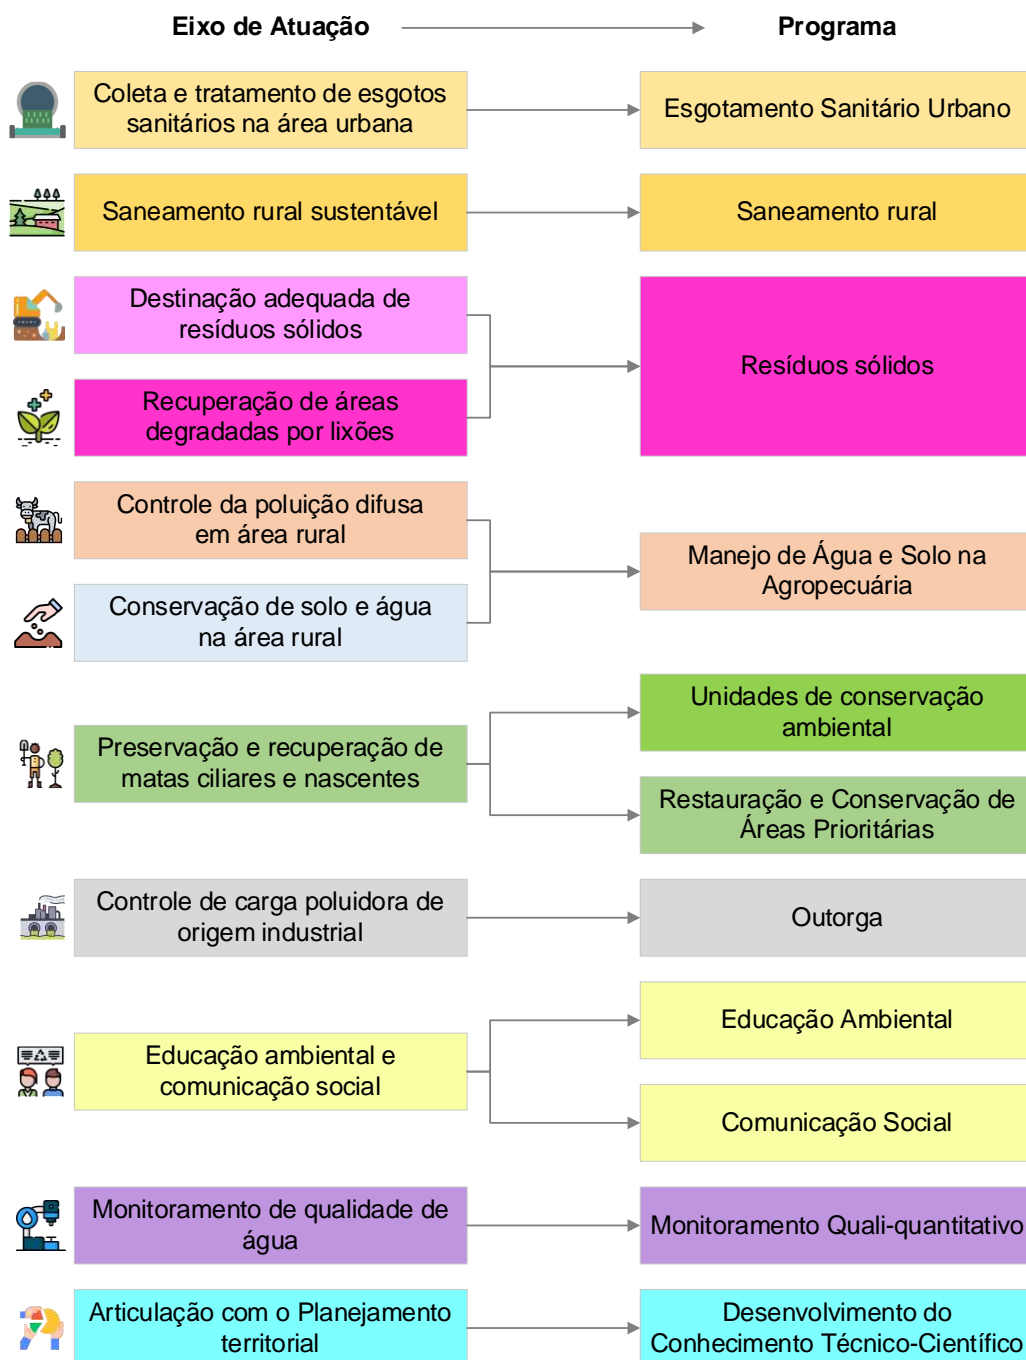 Eixo de Atuação
Programa
Coleta e tratamento de esgotos
sanitários na área urbana
Esgotamento Sanitário Urbano
Saneamento rural sustentável
Saneamento rural
Destinação adequada de
resíduos sólidos
Recuperação de áreas
degradadas por lixões
Resíduos sólidos
Controle da poluição difusa
em área rural
Conservação de solo e água
na área rural
Manejo de Água e Solo na
Agropecuária
Preservação e recuperação de
matas ciliares e nascentes
Unidades de conservação
ambiental
Restauração e Conservação de
Áreas Prioritárias
Controle de carga poluidora de
origem industrial
Outorga
Educação ambiental e
comunicação social
Educação Ambiental
Comunicação Social
Monitoramento de qualidade de
água
Monitoramento Quali-quantitativo
Articulação com o Planejamento
territorial
Desenvolvimento do
Conhecimento Técnico-Científico